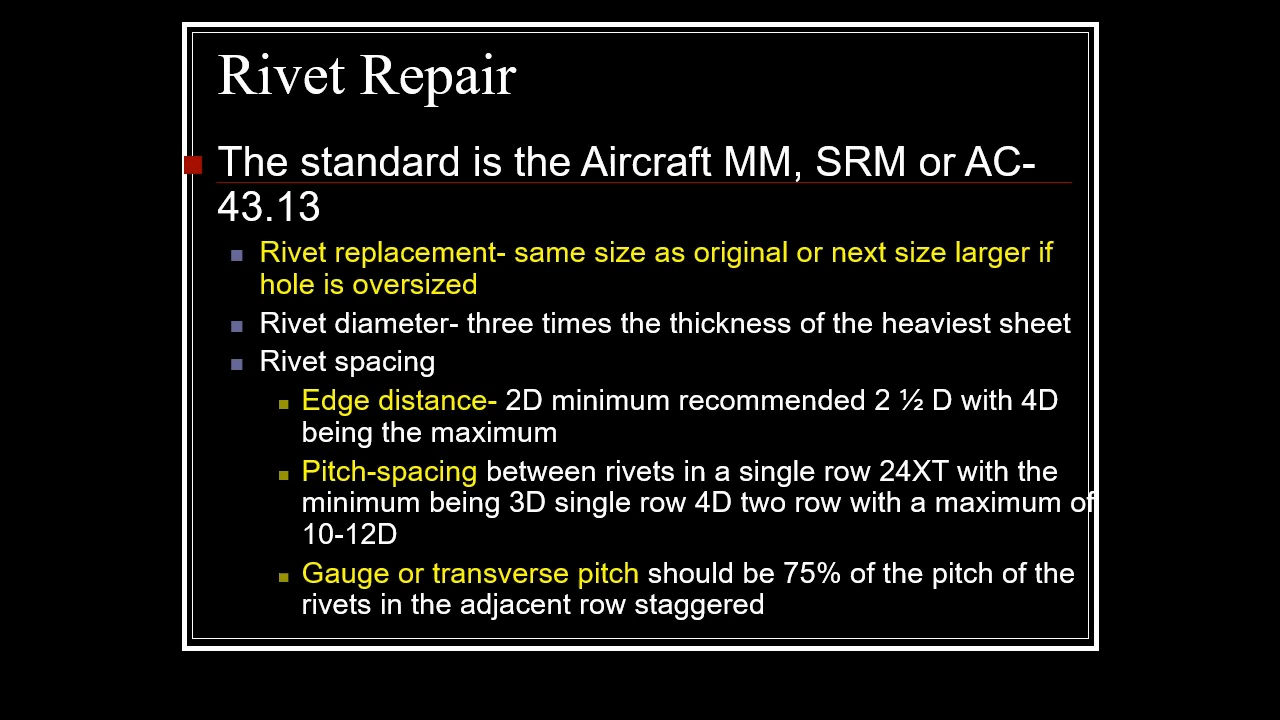 Rivet Repair
The standard is the Aircraft MM, SRM or AC-
43.13
Rivet replacement- same size as original or next size larger if
hole is oversized
Rivet diameter- three times the thickness of the heaviest sheet
Rivet spacing
Edge distance- 2D minimum recommended 2 ½ D with 4D
being the maximum
Pitch-spacing between rivets in a single row 24XT with the
minimum being 3D single row 4D two row with a maximum of
10-12D
Gauge or transverse pitch should be 75% of the pitch of the
rivets in the adjacent row staggered